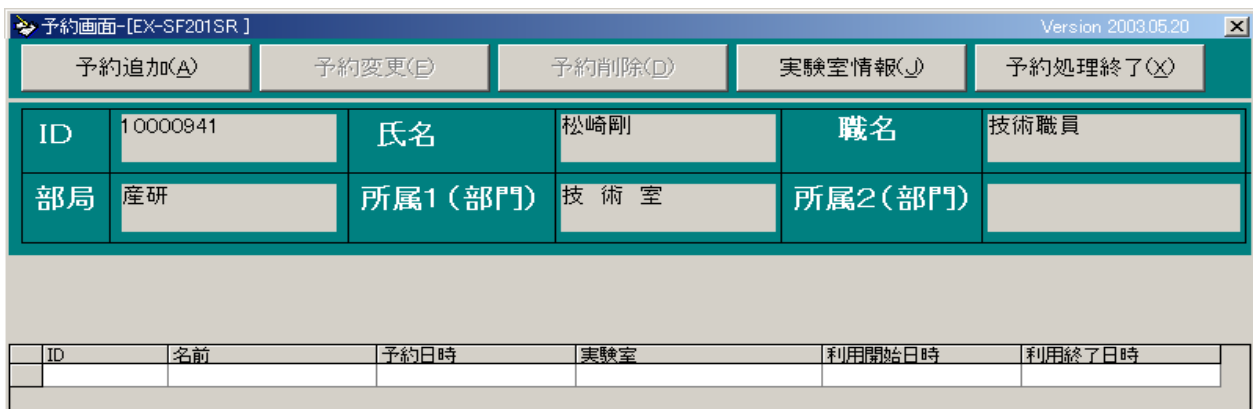 予約画面-[EX-SF201SR ] Version 2003.05.20
予約追加(A) 予約変更(E) 予約削除(D) 実験室情報(J) 予約処理終了(X)
ID 10000941 氏名 松崎剛 職名 技術職員
部局 産研 所属1(部門) 技 術 室 所属2(部門)
ID 名前 予約日時 実験室 利用開始日時 利用終了日時